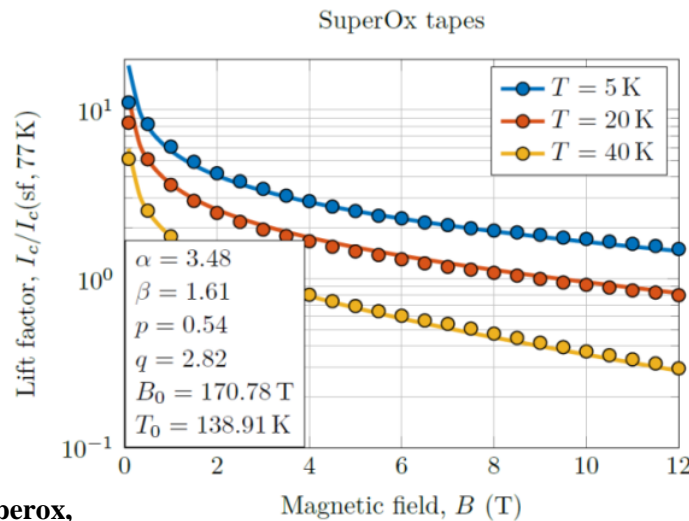 SuperOx tapes
Lift factor, I_c/I_c(sf, 77 K)
10^1
10^0
10^{-1}
T = 5 K
T = 20 K
T = 40 K
α = 3.48
β = 1.61
p = 0.54
q = 2.82
B_0 = 170.78 T
T_0 = 138.91 K
0 2 4 6 8 10 12
Magnetic field, B (T)
perox,